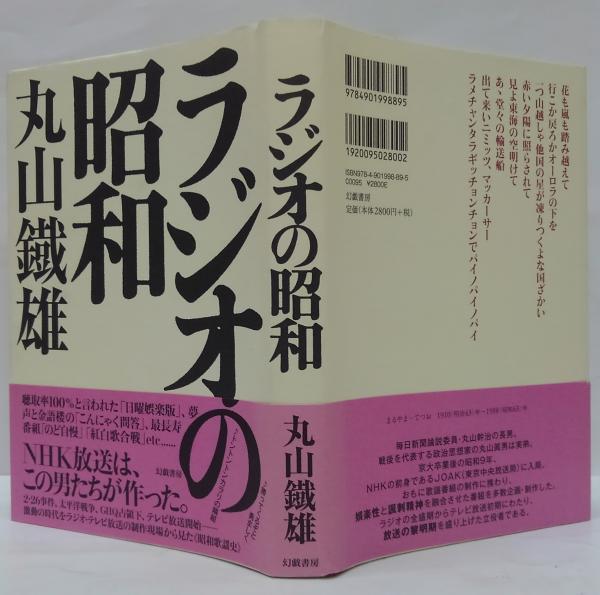 ラジオの
昭和
丸山鐵雄
聴取率100%と言われた「日曜娯楽版」、夢
声と金語楼の「こんにゃく問答」、最長寿
番組「のど自慢」「紅白歌合戦」etc......
NHK放送は、
この男たちが作った。
2・26事件、太平洋戦争、GHQ占領下、テレビ放送開始——
激動の時代をラジオ・テレビ放送の制作現場から見た〈昭和歌謡史〉
幻戯書房
ラジオの昭和
丸山鐵雄
幻戯書房
花も嵐も踏み越えて
行こか戻ろかオーロラの下を
一つ山越しゃ他国の星が凍りつくよな国ざかい
赤い夕陽に照らされて
見よ東海の空明けて
あゝ堂々の輸送船
出て来いニミッツ、マッカーサー
ラメチャンタラギッチョンチョンでパイノパイノパイ
9784901998895
1920095028002
ISBN978-4-901998-89-5
C0095 ¥2800E
幻戯書房
定価(本体2800円+税)
まるやま・てつお 1910(明治43)年〜1988(昭和63)年
毎日新聞論説委員・丸山幹治の長男。
戦後を代表する政治思想家の丸山眞男は実弟。
京大卒業後の昭和9年、
NHKの前身であるJOAK(東京中央放送局)に入局。
おもに歌謡番組の制作に携わり、
娯楽性と諷刺精神を融合させた番組を多数企画・制作した。
ラジオの全盛期からテレビ放送初期にわたり、
放送の黎明期を盛り上げた立役者である。